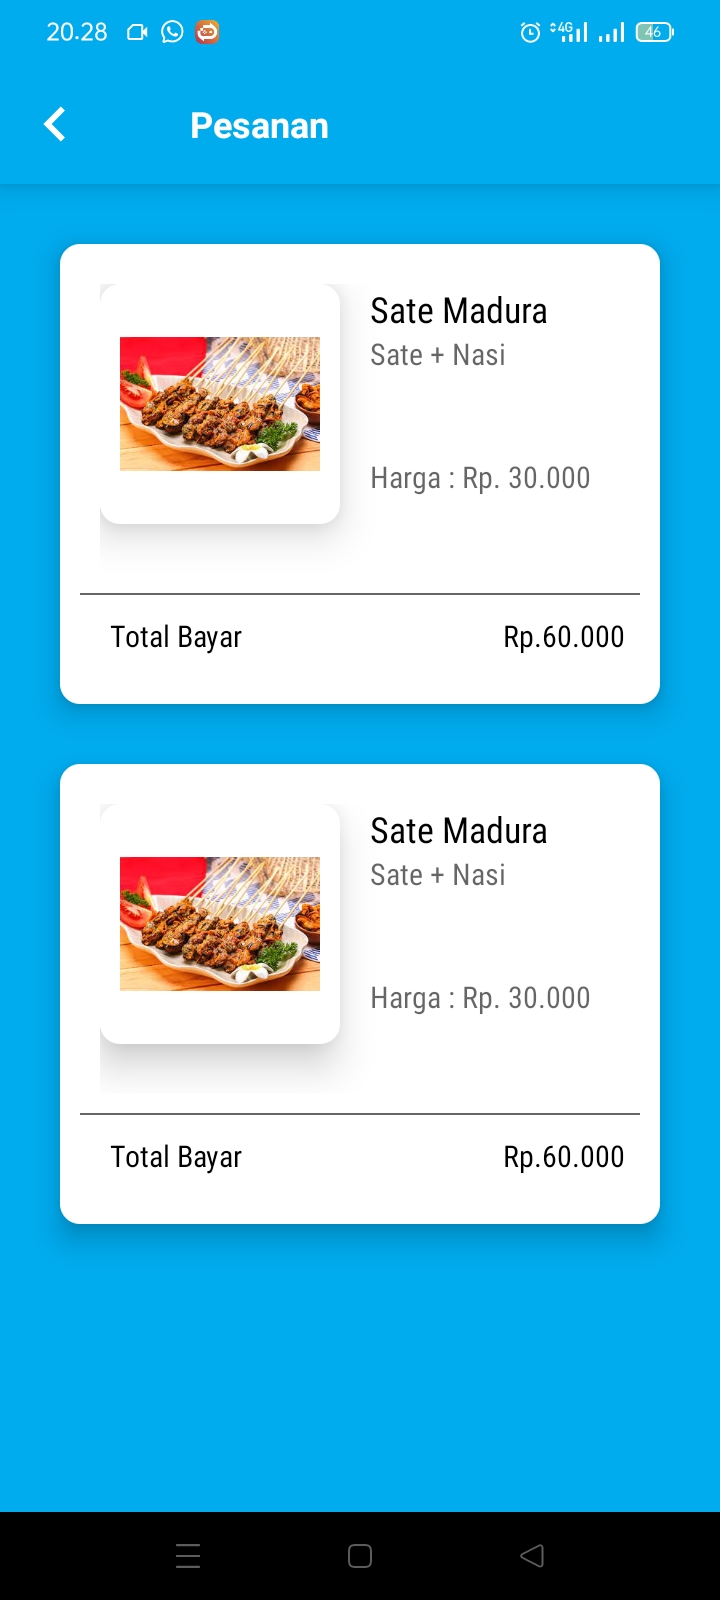 20.28
4G
46
Pesanan
Sate Madura
Sate + Nasi
Harga : Rp. 30.000
Total Bayar
Rp.60.000
Sate Madura
Sate + Nasi
Harga : Rp. 30.000
Total Bayar
Rp.60.000